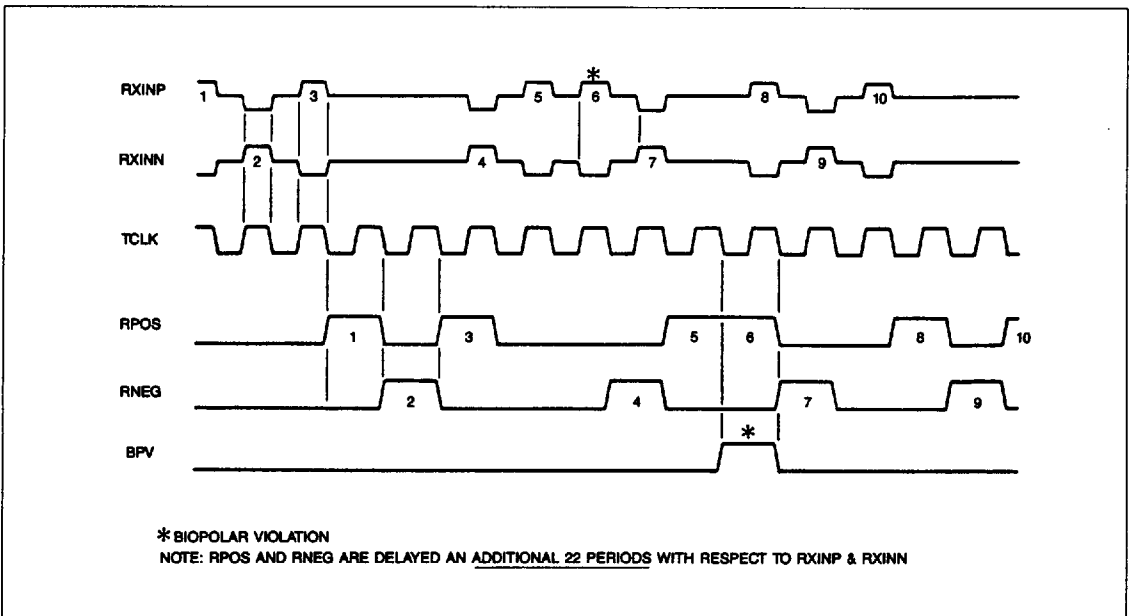 *
RXINP 1 3 5 6 8 10
RXINN 2 4 7 9
TCLK
RPOS 1 3 5 6 8 10
RNEG 2 4 7 9
*
BPV
* BIOPOLAR VIOLATION
NOTE: RPOS AND RNEG ARE DELAYED AN ADDITIONAL 22 PERIODS WITH RESPECT TO RXINP & RXINN